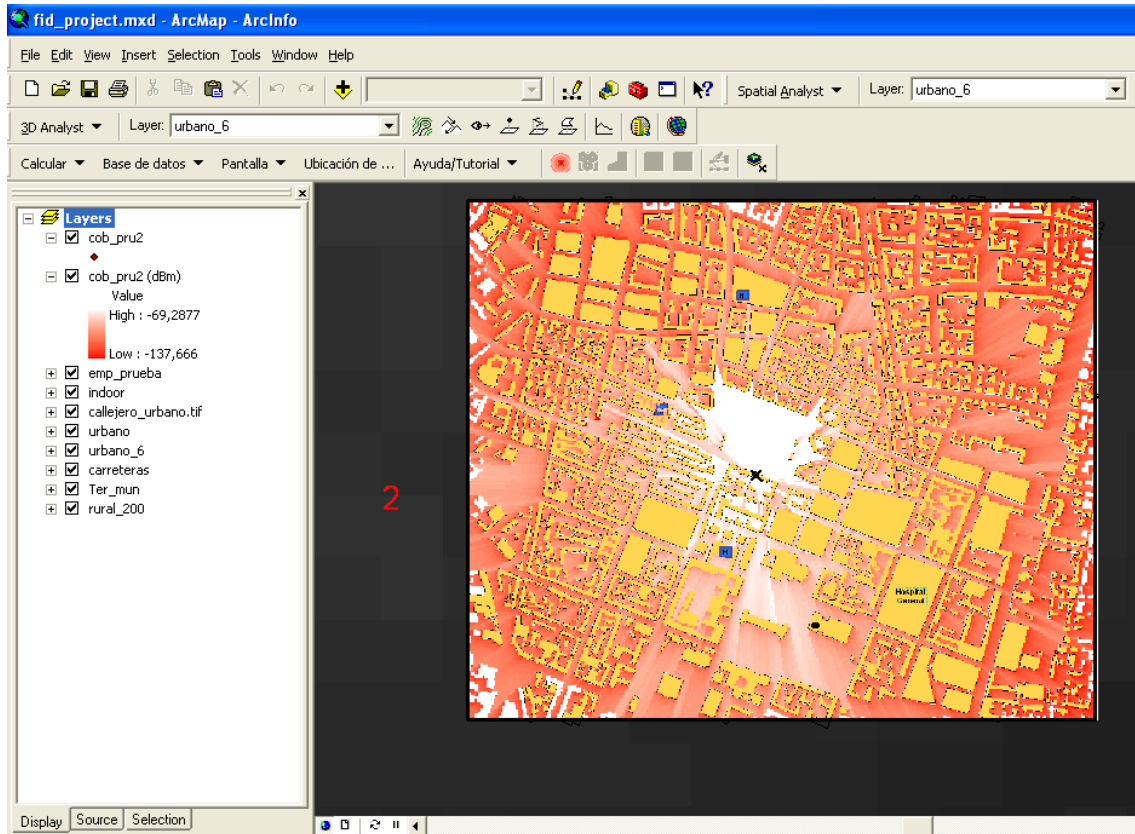 fid_project.mxd - ArcMap - ArcInfo
File Edit View Insert Selection Tools Window Help
Spatial Analyst Layer: urbano_6
3D Analyst Layer: urbano_6
Calcular Base de datos Pantalla Ubicación de ... Ayuda/Tutorial
Layers
cob_pru2
cob_pru2 (dBm)
Value
High : -69,2877
Low : -137,666
emp_prueba
indoor
callejero_urbano.tif
urbano
urbano_6
carreteras
Ter_mun
rural_200
2
Hospital
General
Display Source Selection